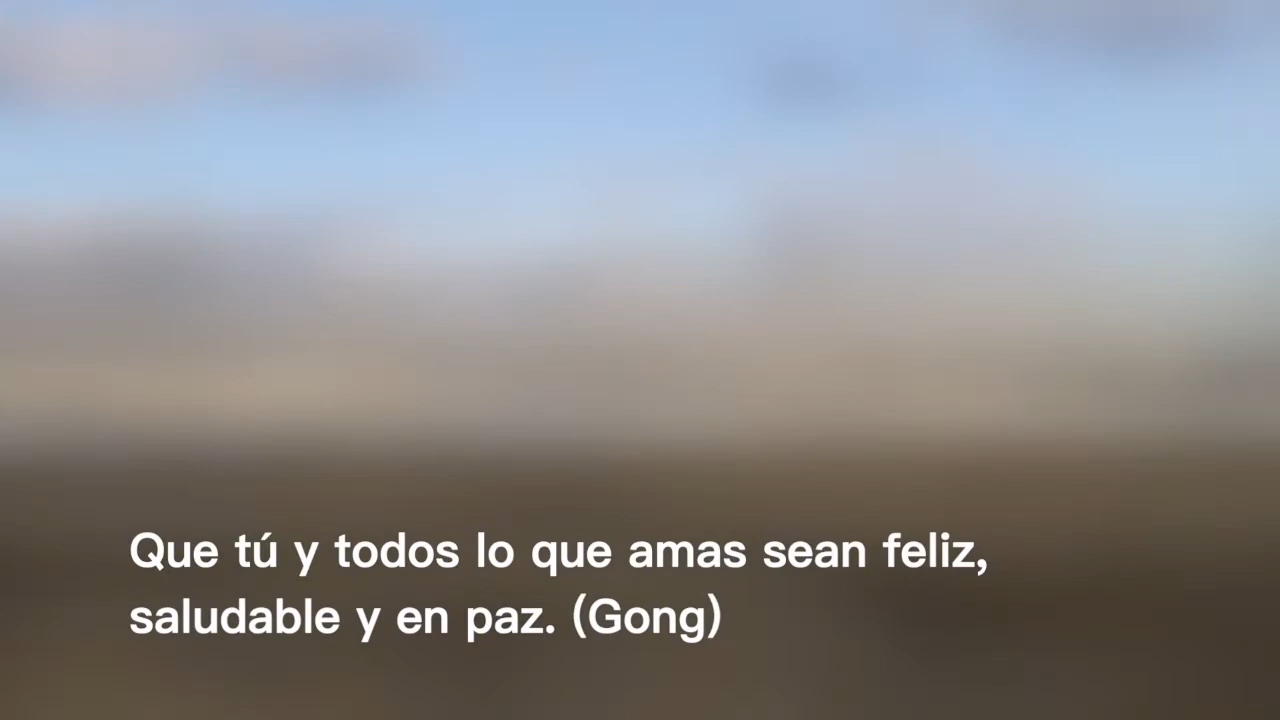 Que tú y todos lo que amas sean feliz,
saludable y en paz. (Gong)